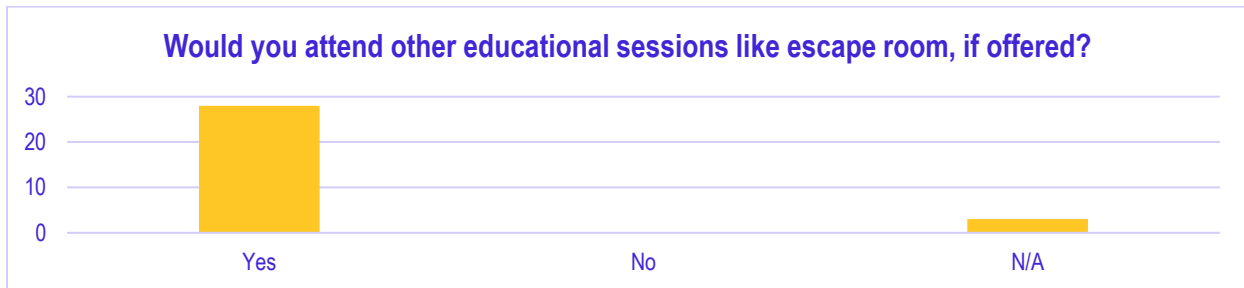 Would you attend other educational sessions like escape room, if offered?
30
20
10
0
Yes No N/A